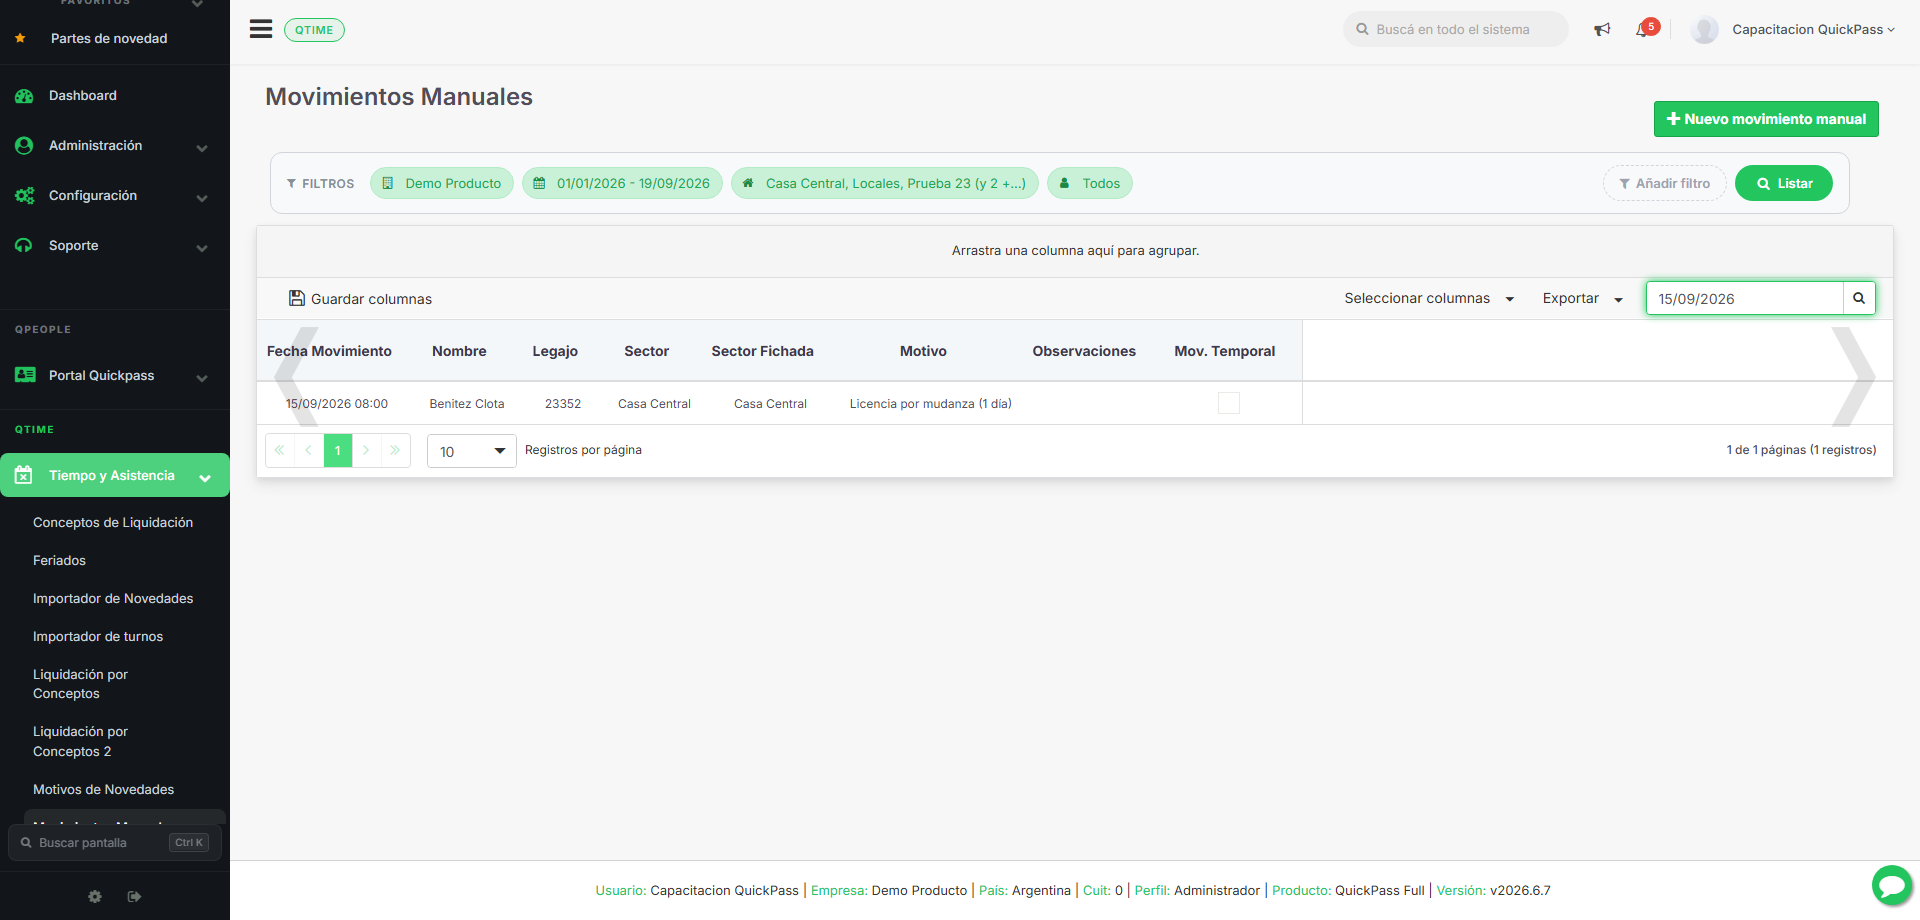 FAVORITOS
Partes de novedad
Dashboard
Administración
Configuración
Soporte
QPEOPLE
Portal Quickpass
QTIME
Tiempo y Asistencia
Conceptos de Liquidación
Feriados
Importador de Novedades
Importador de turnos
Liquidación por
Conceptos
Liquidación por
Conceptos 2
Motivos de Novedades
Buscar pantalla
Ctrl K
QTIME
Buscá en todo el sistema
5
Capacitacion QuickPass
Movimientos Manuales
Nuevo movimiento manual
FILTROS
Demo Producto
01/01/2026 - 19/09/2026
Casa Central, Locales, Prueba 23 (y 2 +...)
Todos
Añadir filtro
Listar
Arrastra una columna aquí para agrupar.
Guardar columnas
Seleccionar columnas
Exportar
15/09/2026
Fecha Movimiento Nombre Legajo Sector Sector Fichada Motivo Observaciones Mov. Temporal
15/09/2026 08:00 Benitez Clota 23352 Casa Central Casa Central Licencia por mudanza (1 día)
1
10
Registros por página
1 de 1 páginas (1 registros)
Usuario: Capacitacion QuickPass | Empresa: Demo Producto | País: Argentina | Cuit: 0 | Perfil: Administrador | Producto: QuickPass Full | Versión: v2026.6.7